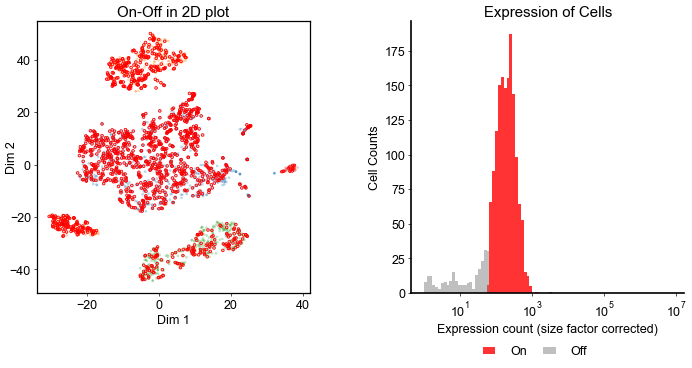 On-Off in 2D plot
40
20
0
−20
−40
Dim 2
−20
0
20
40
Dim 1
Expression of Cells
175
150
125
100
75
50
25
0
Cell Counts
10^1
10^3
10^5
10^7
Expression count (size factor corrected)
On
Off